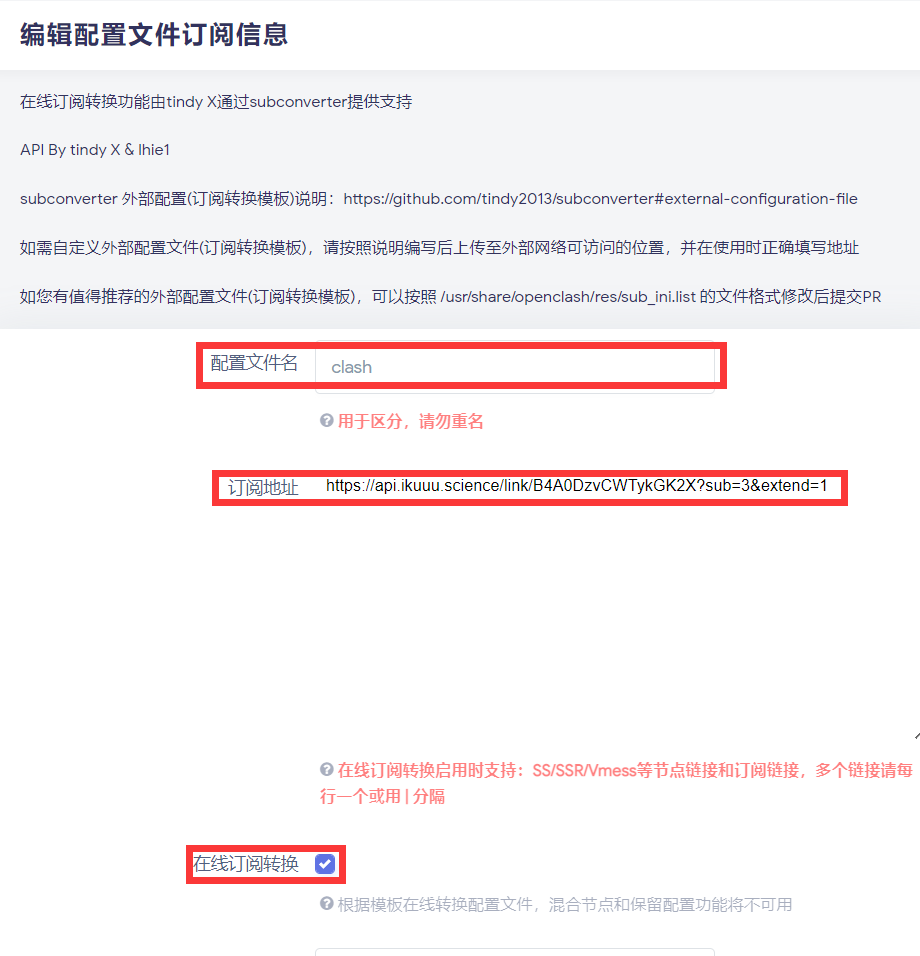 编辑配置文件订阅信息
在线订阅转换功能由tindy X通过subconverter提供支持
API By tindy X & lhie1
subconverter 外部配置(订阅转换模板)说明：https://github.com/tindy2013/subconverter#external-configuration-file
如需自定义外部配置文件(订阅转换模板)，请按照说明编写后上传至外部网络可访问的位置，并在使用时正确填写地址
如您有值得推荐的外部配置文件(订阅转换模板)，可以按照 /usr/share/openclash/res/sub_ini.list 的文件格式修改后提交PR
配置文件名 clash
用于区分，请勿重名
订阅地址 https://api.ikuuu.science/link/B4A0DzvCWTykGK2X?sub=3&extend=1
在线订阅转换启用时支持：SS/SSR/Vmess等节点链接和订阅链接，多个链接请每
行一个或用 | 分隔
在线订阅转换
根据模板在线转换配置文件，混合节点和保留配置功能将不可用